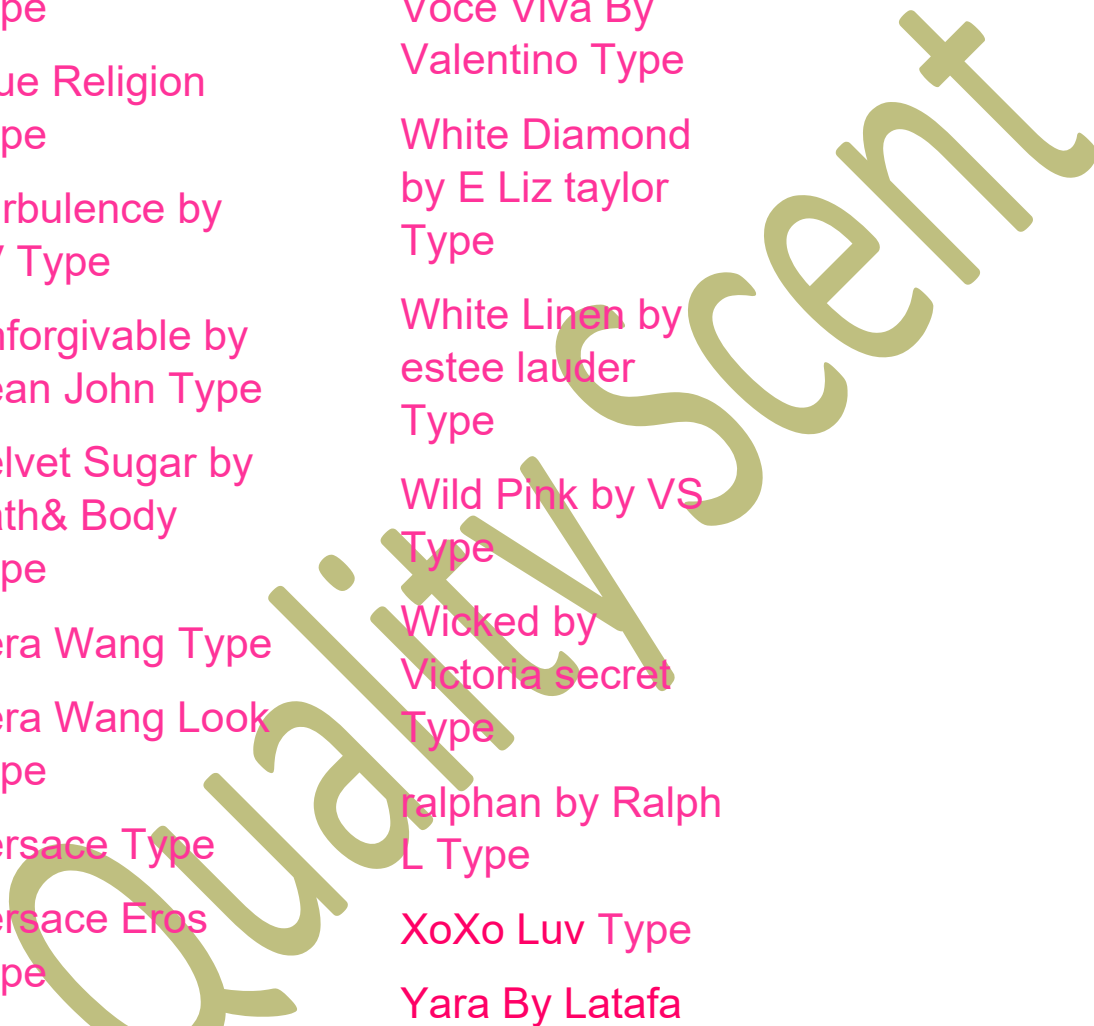 pe
ue Religion
pe
rbulence by
Type
nforgivable by
ean John Type
elvet Sugar by
ath& Body
pe
era Wang Type
era Wang Look
pe
ersace Type
ersace Eros
pe
Voce Viva By
Valentino Type
White Diamond
by E Liz taylor
Type
White Linen by
estee lauder
Type
Wild Pink by VS
Type
Wicked by
Victoria secret
Type
ralphan by Ralph
L Type
XoXo Luv Type
Yara By Latafa
Quality Scent